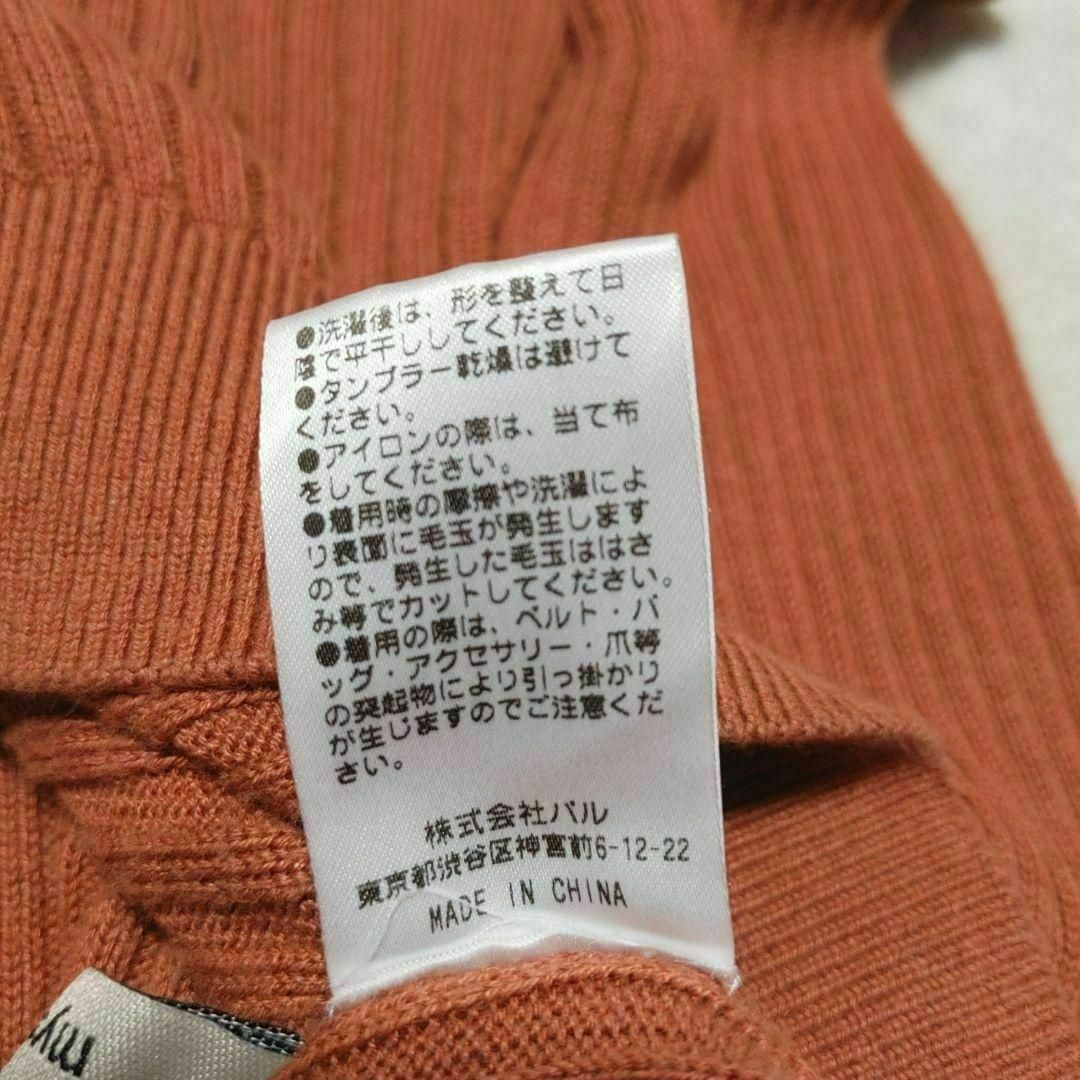 ●洗濯後は、形を整えて日
陰で平干ししてください。
●タンブラー乾燥は避けて
ください。
●アイロンの際は、当て布
をしてください。
●着用時の摩擦や洗濯によ
り表面に毛玉が発生します
ので、発生した毛玉ははさ
み等でカットしてください。
●着用の際は、ベルト・バ
ッグ・アクセサリー・爪等
の突起物により引っ掛かり
が生じますのでご注意くだ
さい。
株式会社パル
東京都渋谷区神宮前6-12-22
MADE IN CHINA